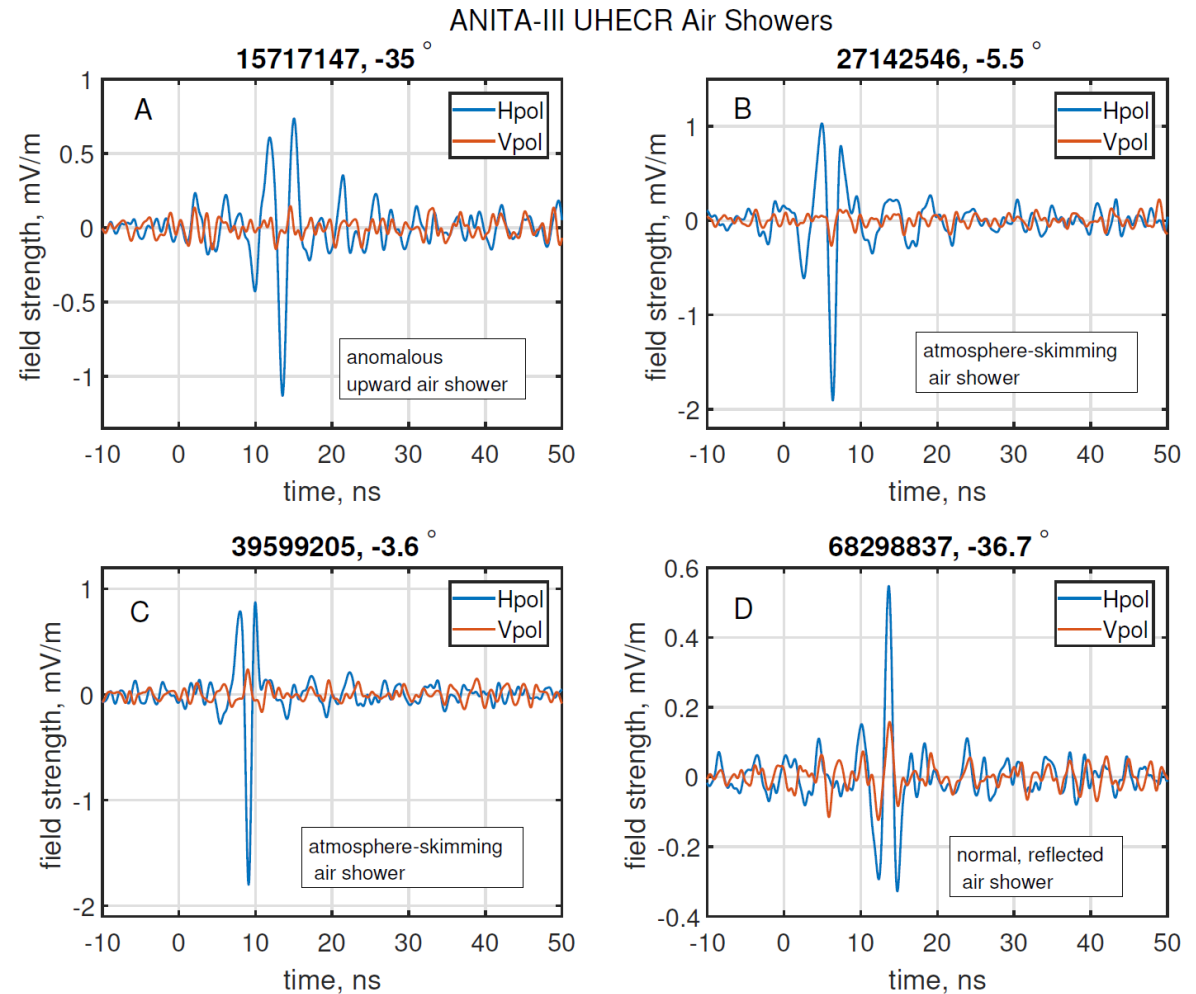 ANITA-III UHECR Air Showers
15717147, -35 °
A
Hpol
Vpol
1
0.5
0
-0.5
-1
field strength, mV/m
anomalous
upward air shower
-10 0 10 20 30 40 50
time, ns
27142546, -5.5 °
B
Hpol
Vpol
1
0
-1
-2
field strength, mV/m
atmosphere-skimming
air shower
-10 0 10 20 30 40 50
time, ns
39599205, -3.6 °
C
Hpol
Vpol
1
0
-1
-2
field strength, mV/m
atmosphere-skimming
air shower
-10 0 10 20 30 40 50
time, ns
68298837, -36.7 °
D
Hpol
Vpol
0.6
0.4
0.2
0
-0.2
-0.4
field strength, mV/m
normal, reflected
air shower
-10 0 10 20 30 40 50
time, ns